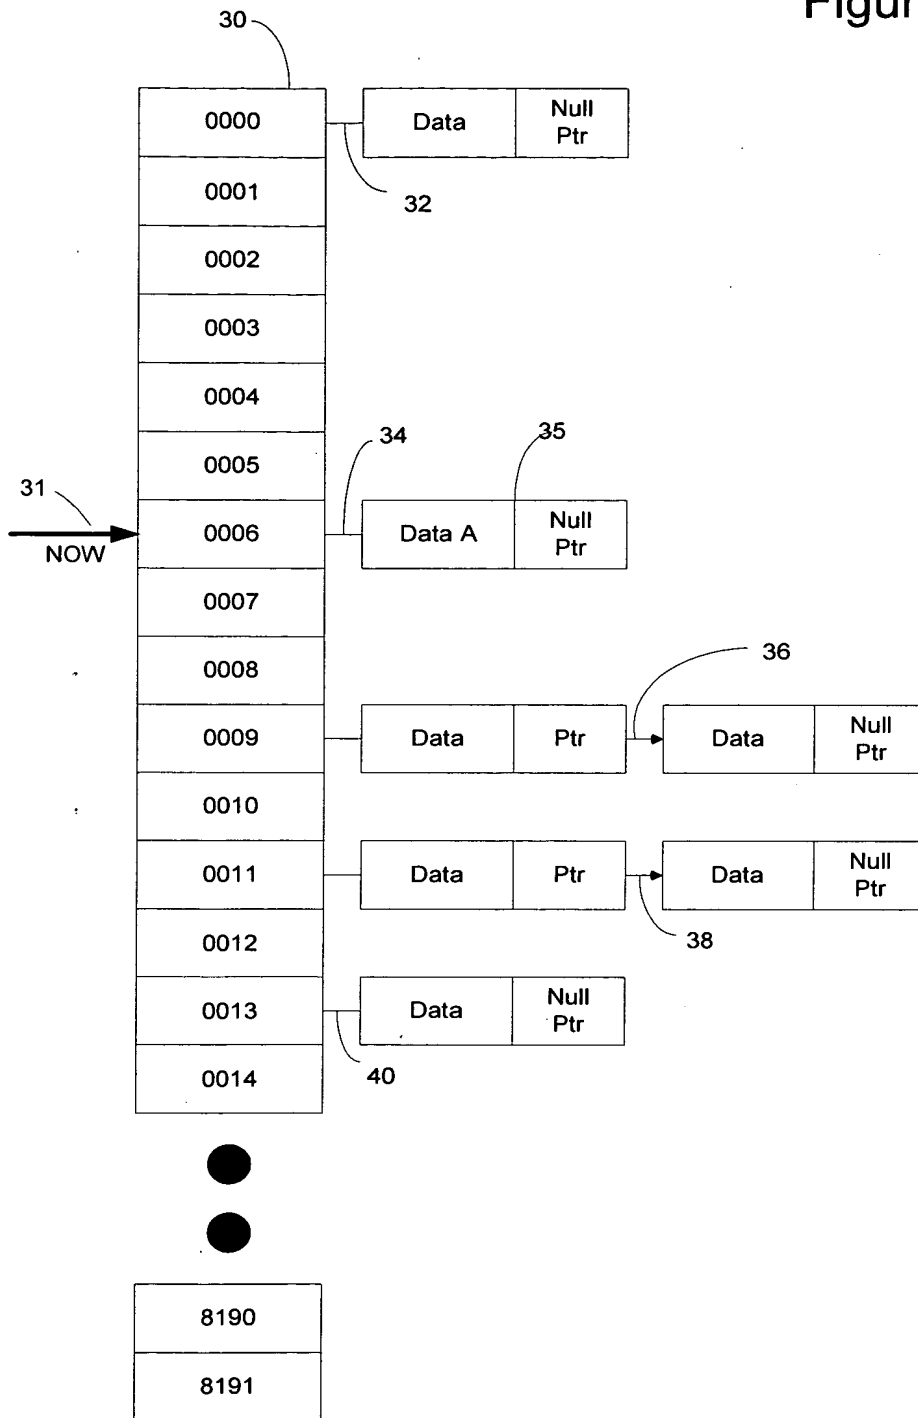 Figur
30
0000 Data Null Ptr
32
0001
0002
0003
0004
34 35
0005
31
NOW
0006 Data A Null Ptr
0007
36
0008
0009 Data Ptr Data Null Ptr
0010
0011 Data Ptr Data Null Ptr
38
0012
0013 Data Null Ptr
40
0014
8190
8191